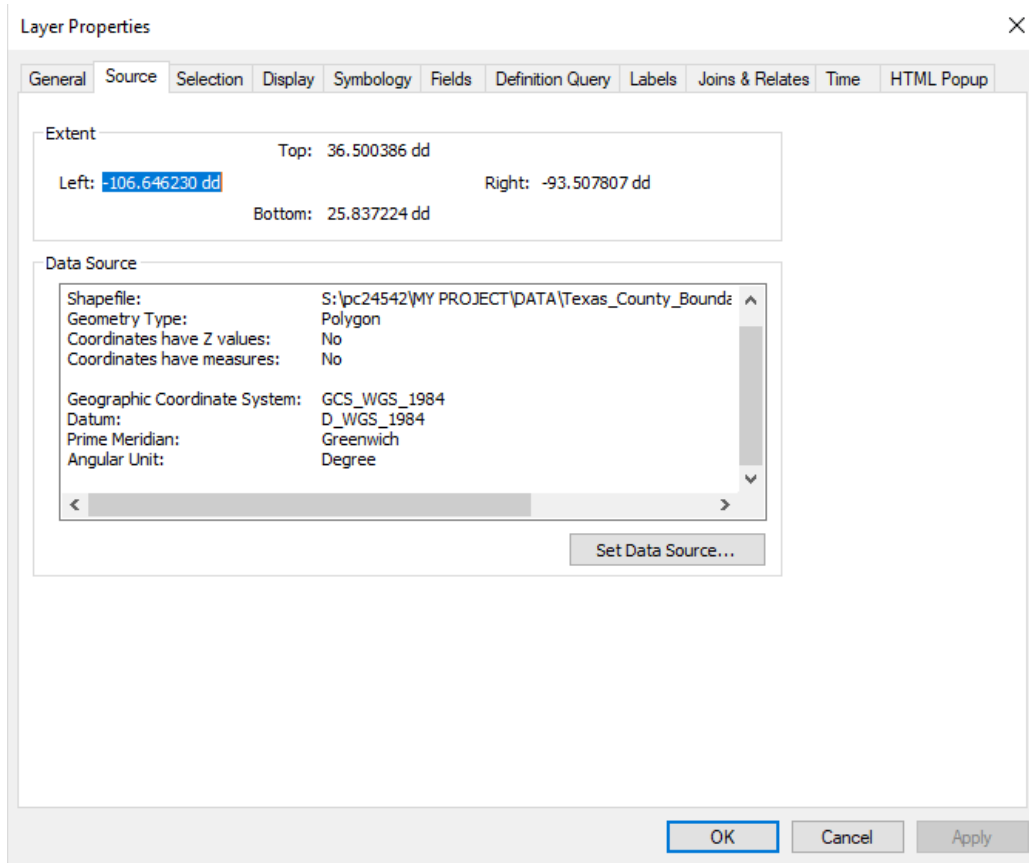 Layer Properties
General Source Selection Display Symbology Fields Definition Query Labels Joins & Relates Time HTML Popup
Extent
Top: 36.500386 dd
Left: -106.646230 dd Right: -93.507807 dd
Bottom: 25.837224 dd
Data Source
Shapefile: S:\pc24542\MY PROJECT\DATA\Texas_County_Bounda
Geometry Type: Polygon
Coordinates have Z values: No
Coordinates have measures: No
Geographic Coordinate System: GCS_WGS_1984
Datum: D_WGS_1984
Prime Meridian: Greenwich
Angular Unit: Degree
Set Data Source...
OK Cancel Apply